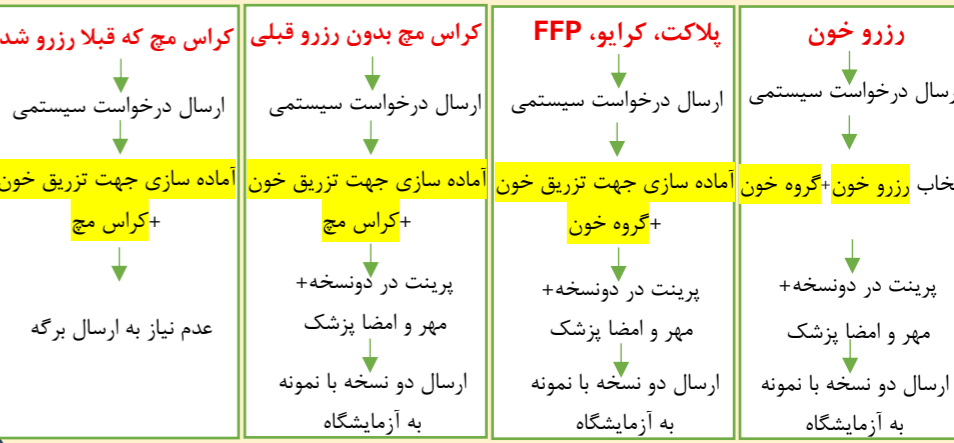 رزرو خون
رسال درخواست سیستمی
خاب رزرو خون+گروه خون
پرینت در دونسخه+
مهر و امضا پزشک
ارسال دو نسخه با نمونه
به آزمایشگاه
پلاکت، کرایو، FFP
ارسال درخواست سیستمی
آماده سازی جهت تزریق خون
+گروه خون
پرینت در دونسخه+
مهر و امضا پزشک
ارسال دو نسخه با نمونه
به آزمایشگاه
کراس مچ بدون رزرو قبلی
ارسال درخواست سیستمی
آماده سازی جهت تزریق خون
+کراس مچ
پرینت در دونسخه+
مهر و امضا پزشک
ارسال دو نسخه با نمونه
به آزمایشگاه
کراس مچ که قبلا رزرو شد
ارسال درخواست سیستمی
آماده سازی جهت تزریق خون
+کراس مچ
عدم نیاز به ارسال برگه